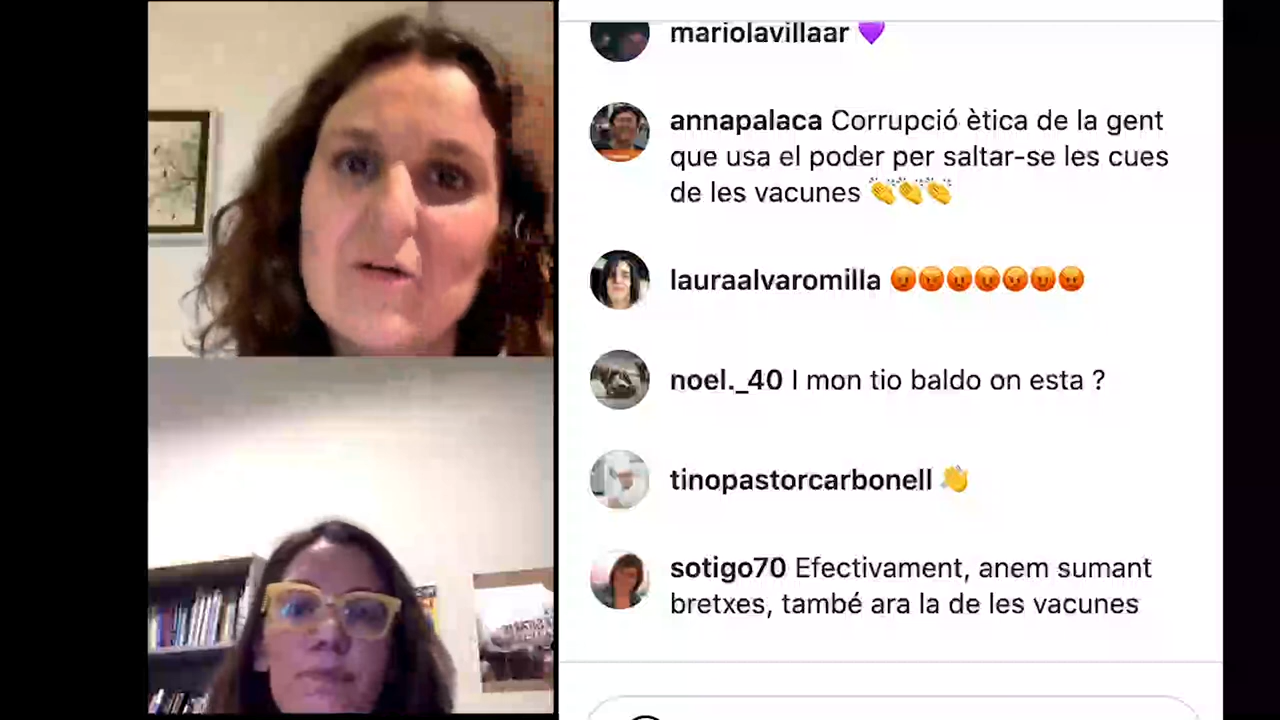 mariolavillaar 💜
annapalaca Corrupció ètica de la gent
que usa el poder per saltar-se les cues
de les vacunes 👏👏👏
lauraalvaromilla 😡😡😡😡😡😡😡
noel._40 I mon tio baldo on esta ?
tinopastorcarbonell 👋
sotigo70 Efectivament, anem sumant
bretxes, també ara la de les vacunes